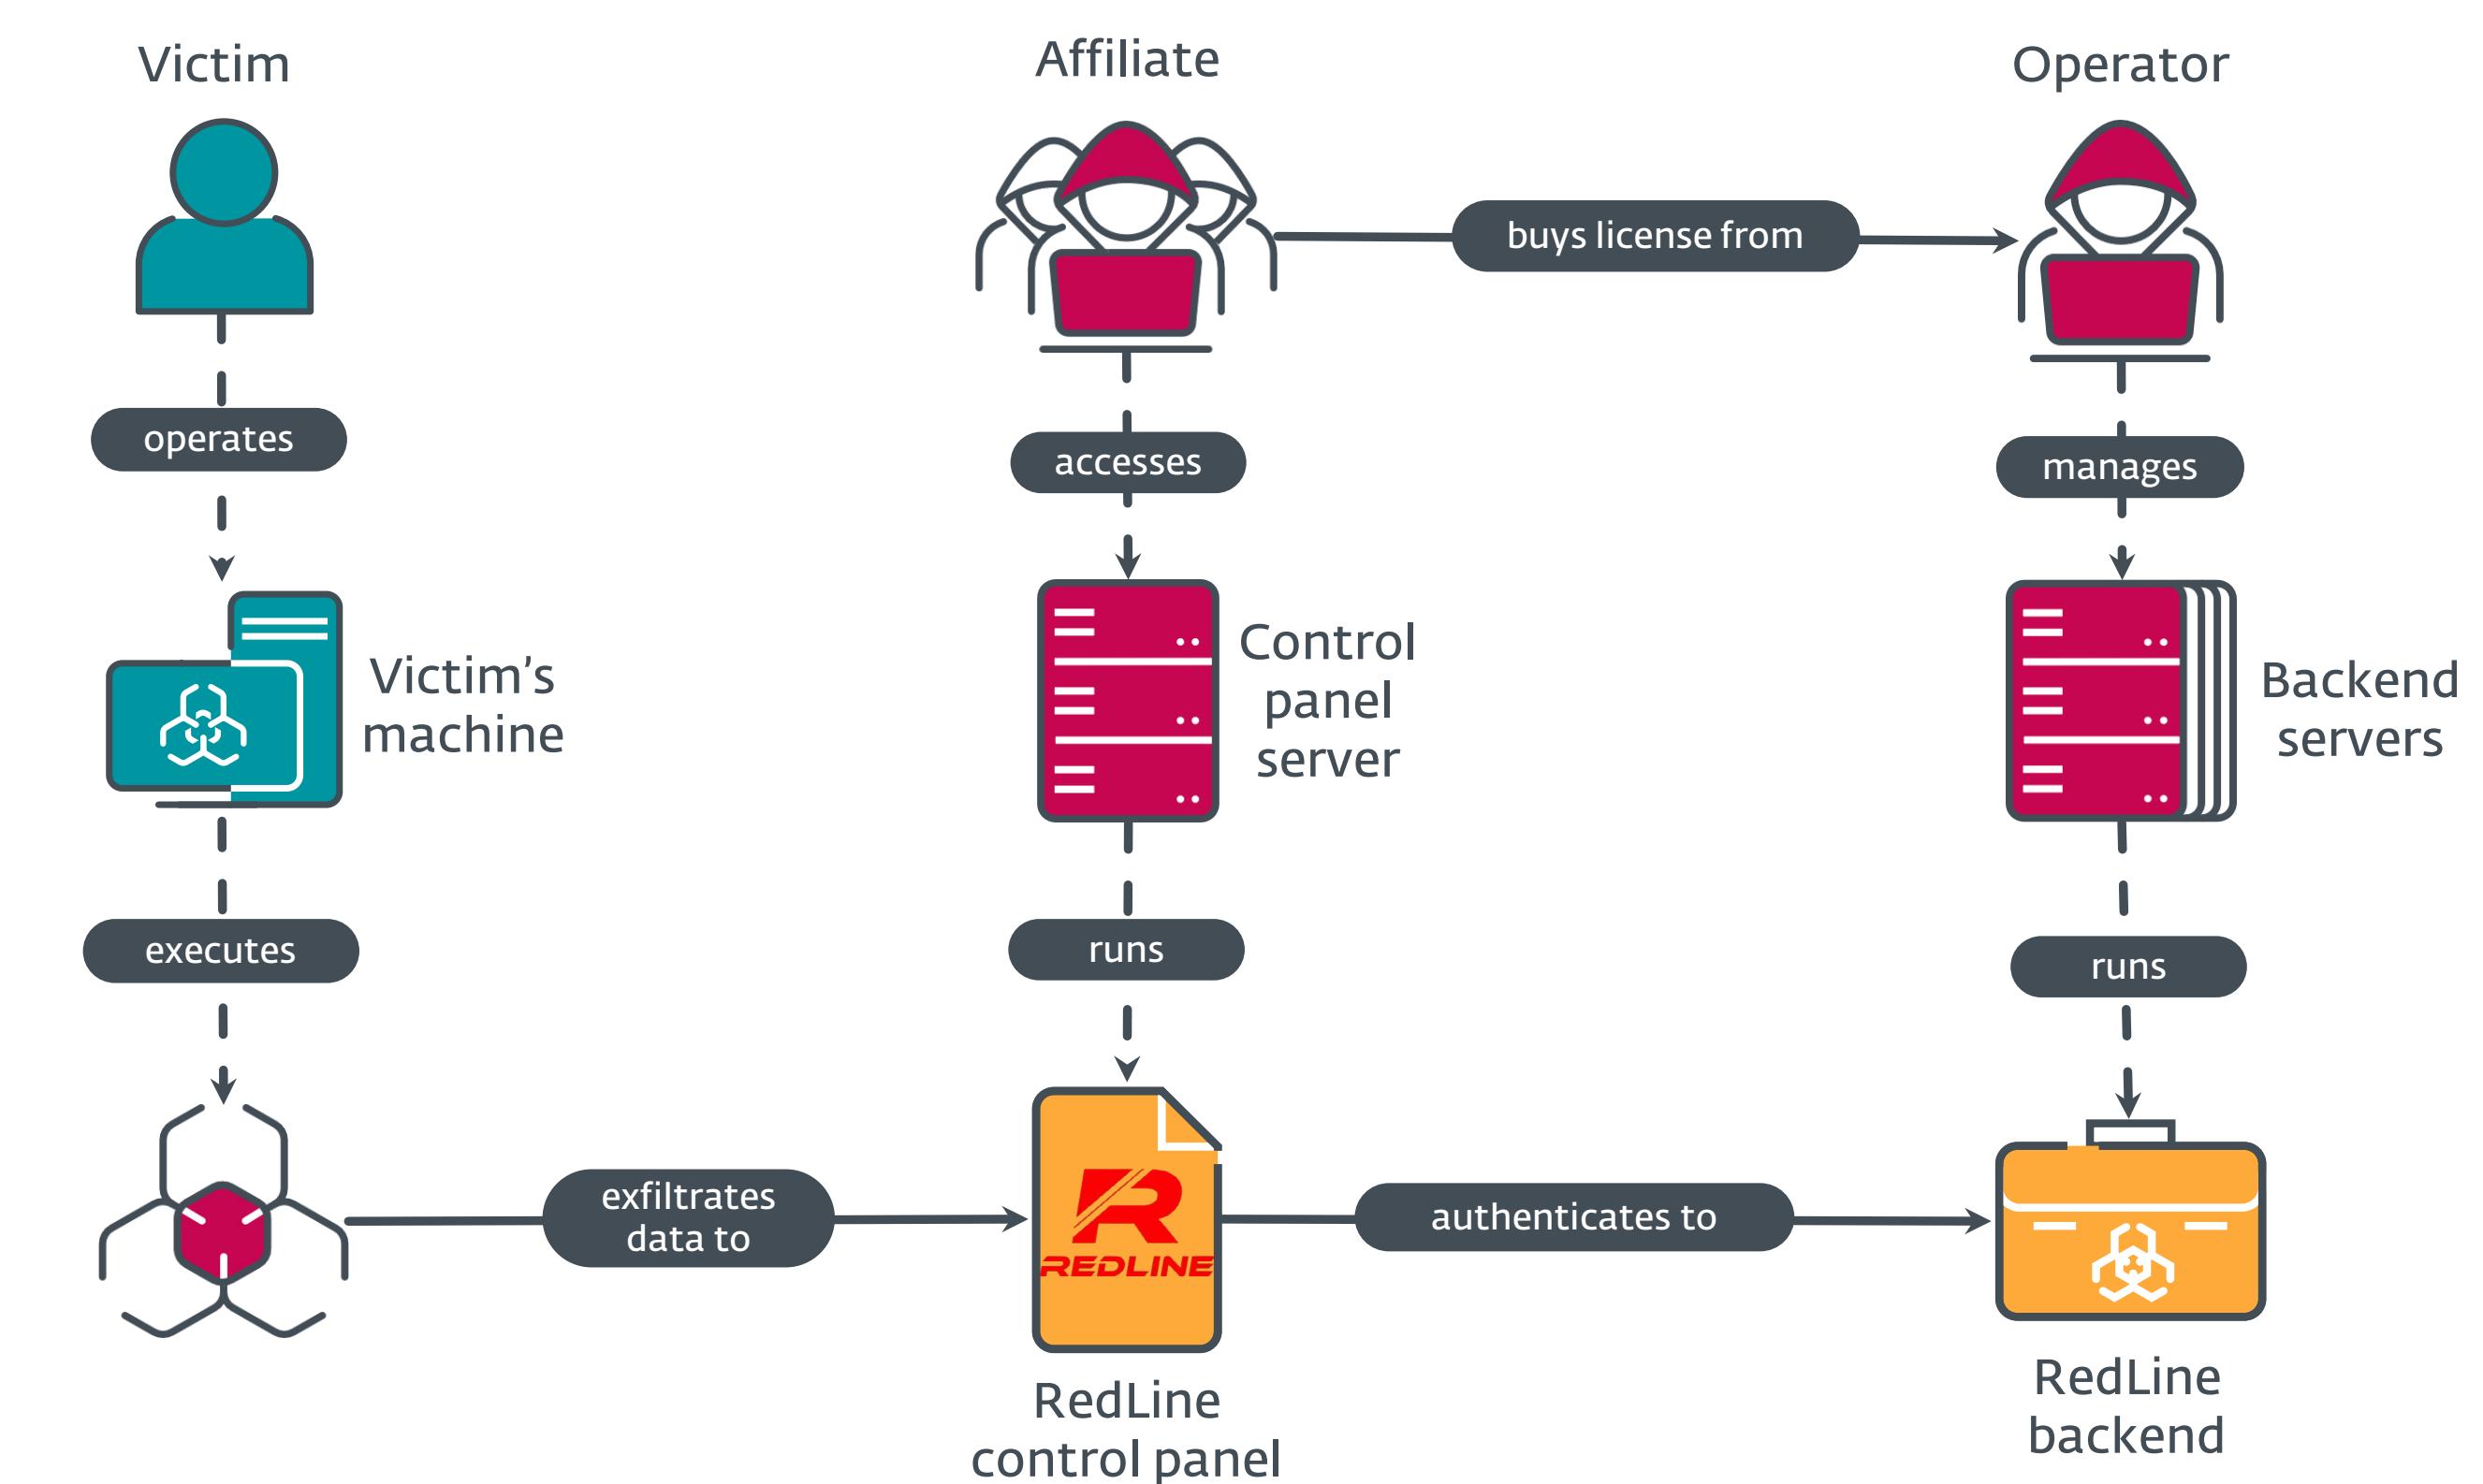 Victim
Affiliate
Operator
buys license from
operates
accesses
manages
Victim’s
machine
Control
panel
server
Backend
servers
executes
runs
runs
exfiltrates
data to
REDLINE
authenticates to
RedLine
control panel
RedLine
backend